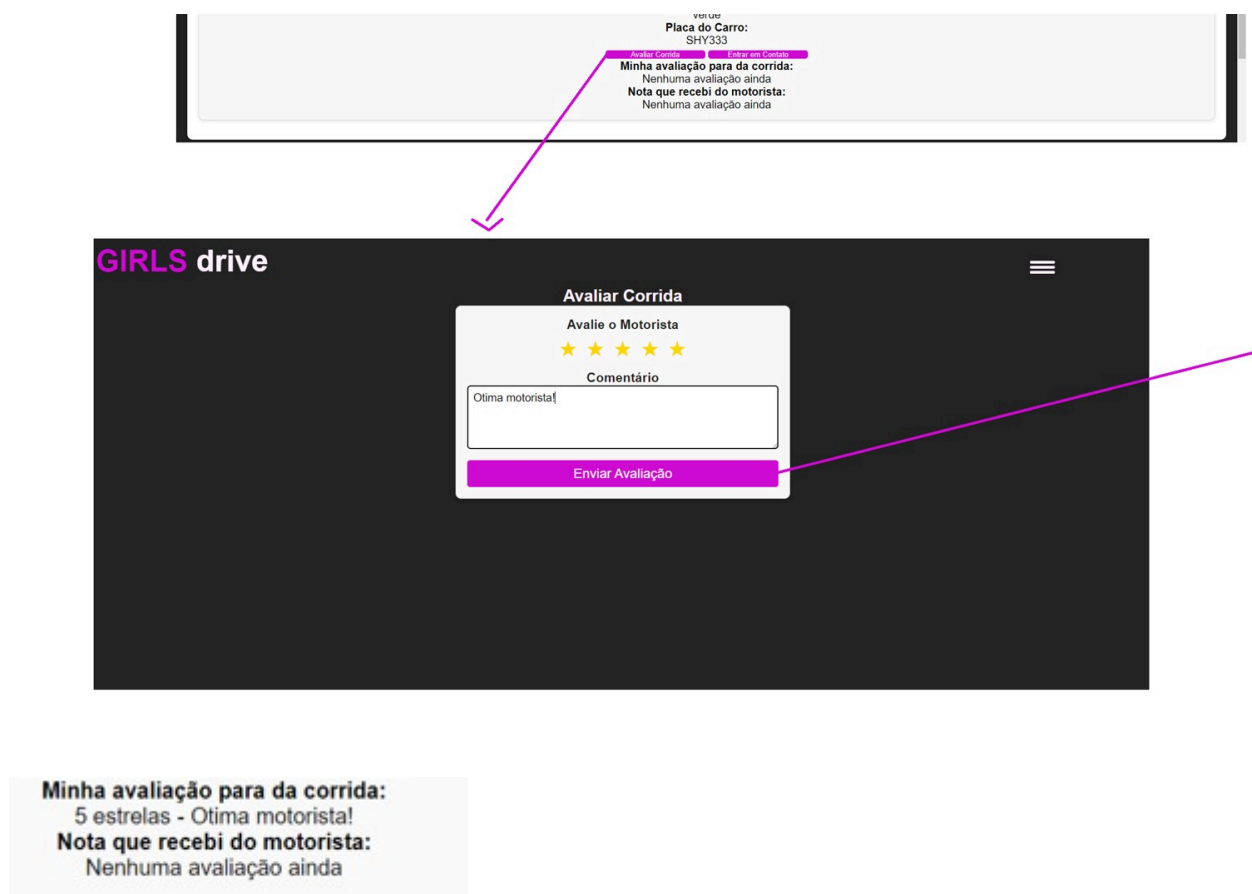 verde
Placa do Carro:
SHY333
Avaliar Corrida Entrar em Contato
Minha avaliação para da corrida:
Nenhuma avaliação ainda
Nota que recebi do motorista:
Nenhuma avaliação ainda
GIRLS drive
Avaliar Corrida
Avalie o Motorista
Comentário
Otima motorista!
Enviar Avaliação
Minha avaliação para da corrida:
5 estrelas - Otima motorista!
Nota que recebi do motorista:
Nenhuma avaliação ainda